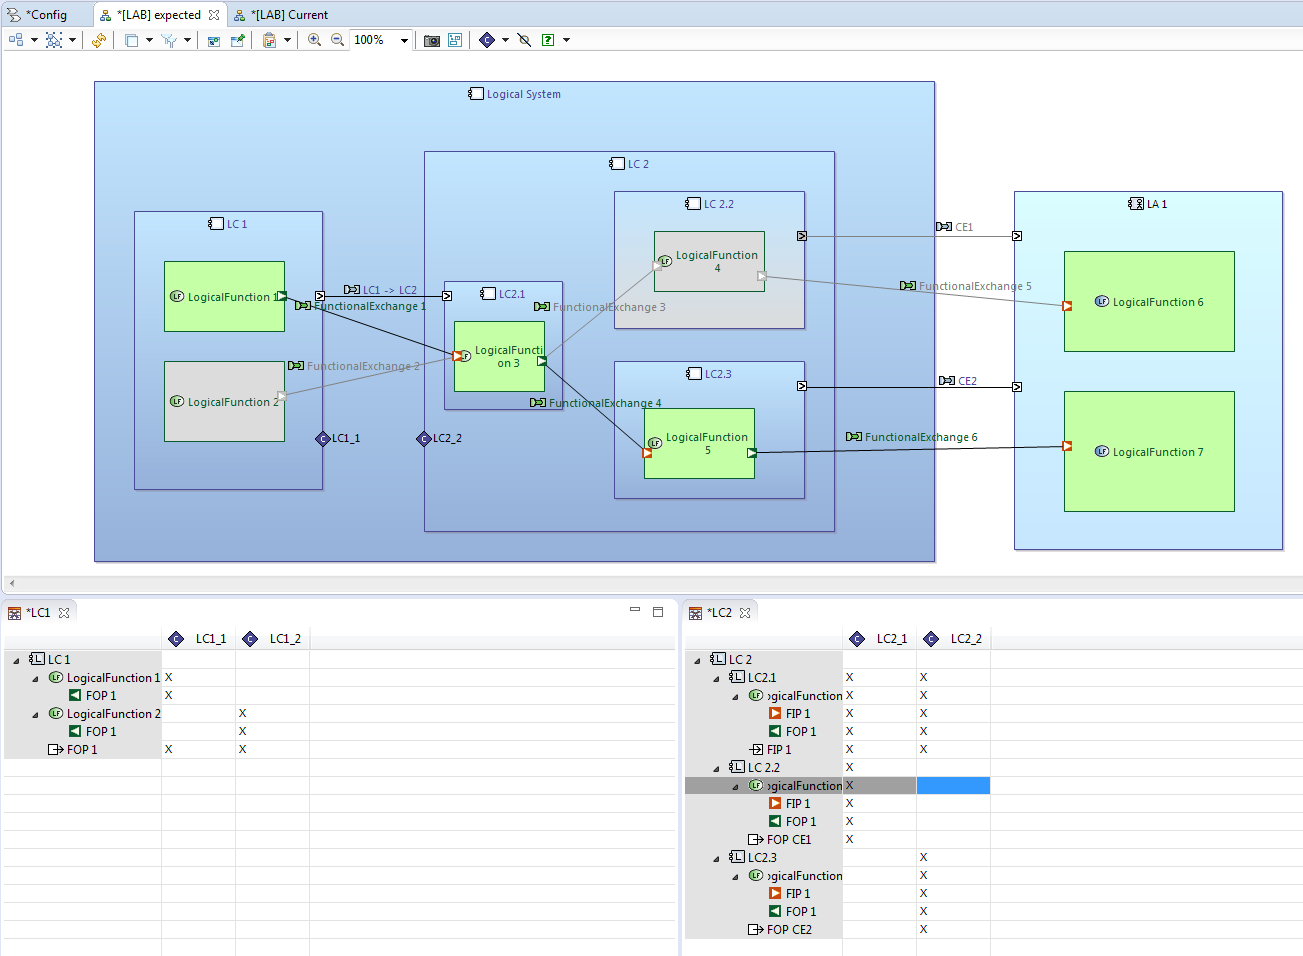 *Config
*[LAB] expected
*[LAB] Current
100%
Logical System
LC 2
LC 1
LC 2.2
LA 1
CE1
LogicalFunction
4
LogicalFunction 1
LC1 -> LC2
LC2.1
FunctionalExchange 1
FunctionalExchange 3
FunctionalExchange 5
LogicalFunction 6
LogicalFuncti
on 3
FunctionalExchange 2
LC2.3
CE2
LogicalFunction 2
FunctionalExchange 4
LC1_1
LC2_2
LogicalFunction
5
FunctionalExchange 6
LogicalFunction 7
*LC1
LC1_1 LC1_2
LC 1
LogicalFunction 1 X
FOP 1 X
LogicalFunction 2 X
FOP 1 X
FOP 1 X X
*LC2
LC2_1 LC2_2
LC 2
LC2.1 X X
ogicalFunction X X
FIP 1 X X
FOP 1 X X
FIP 1 X X
LC 2.2 X
ogicalFunction X
FIP 1 X
FOP 1 X
FOP CE1 X
LC2.3 X
ogicalFunction X
FIP 1 X
FOP 1 X
FOP CE2 X